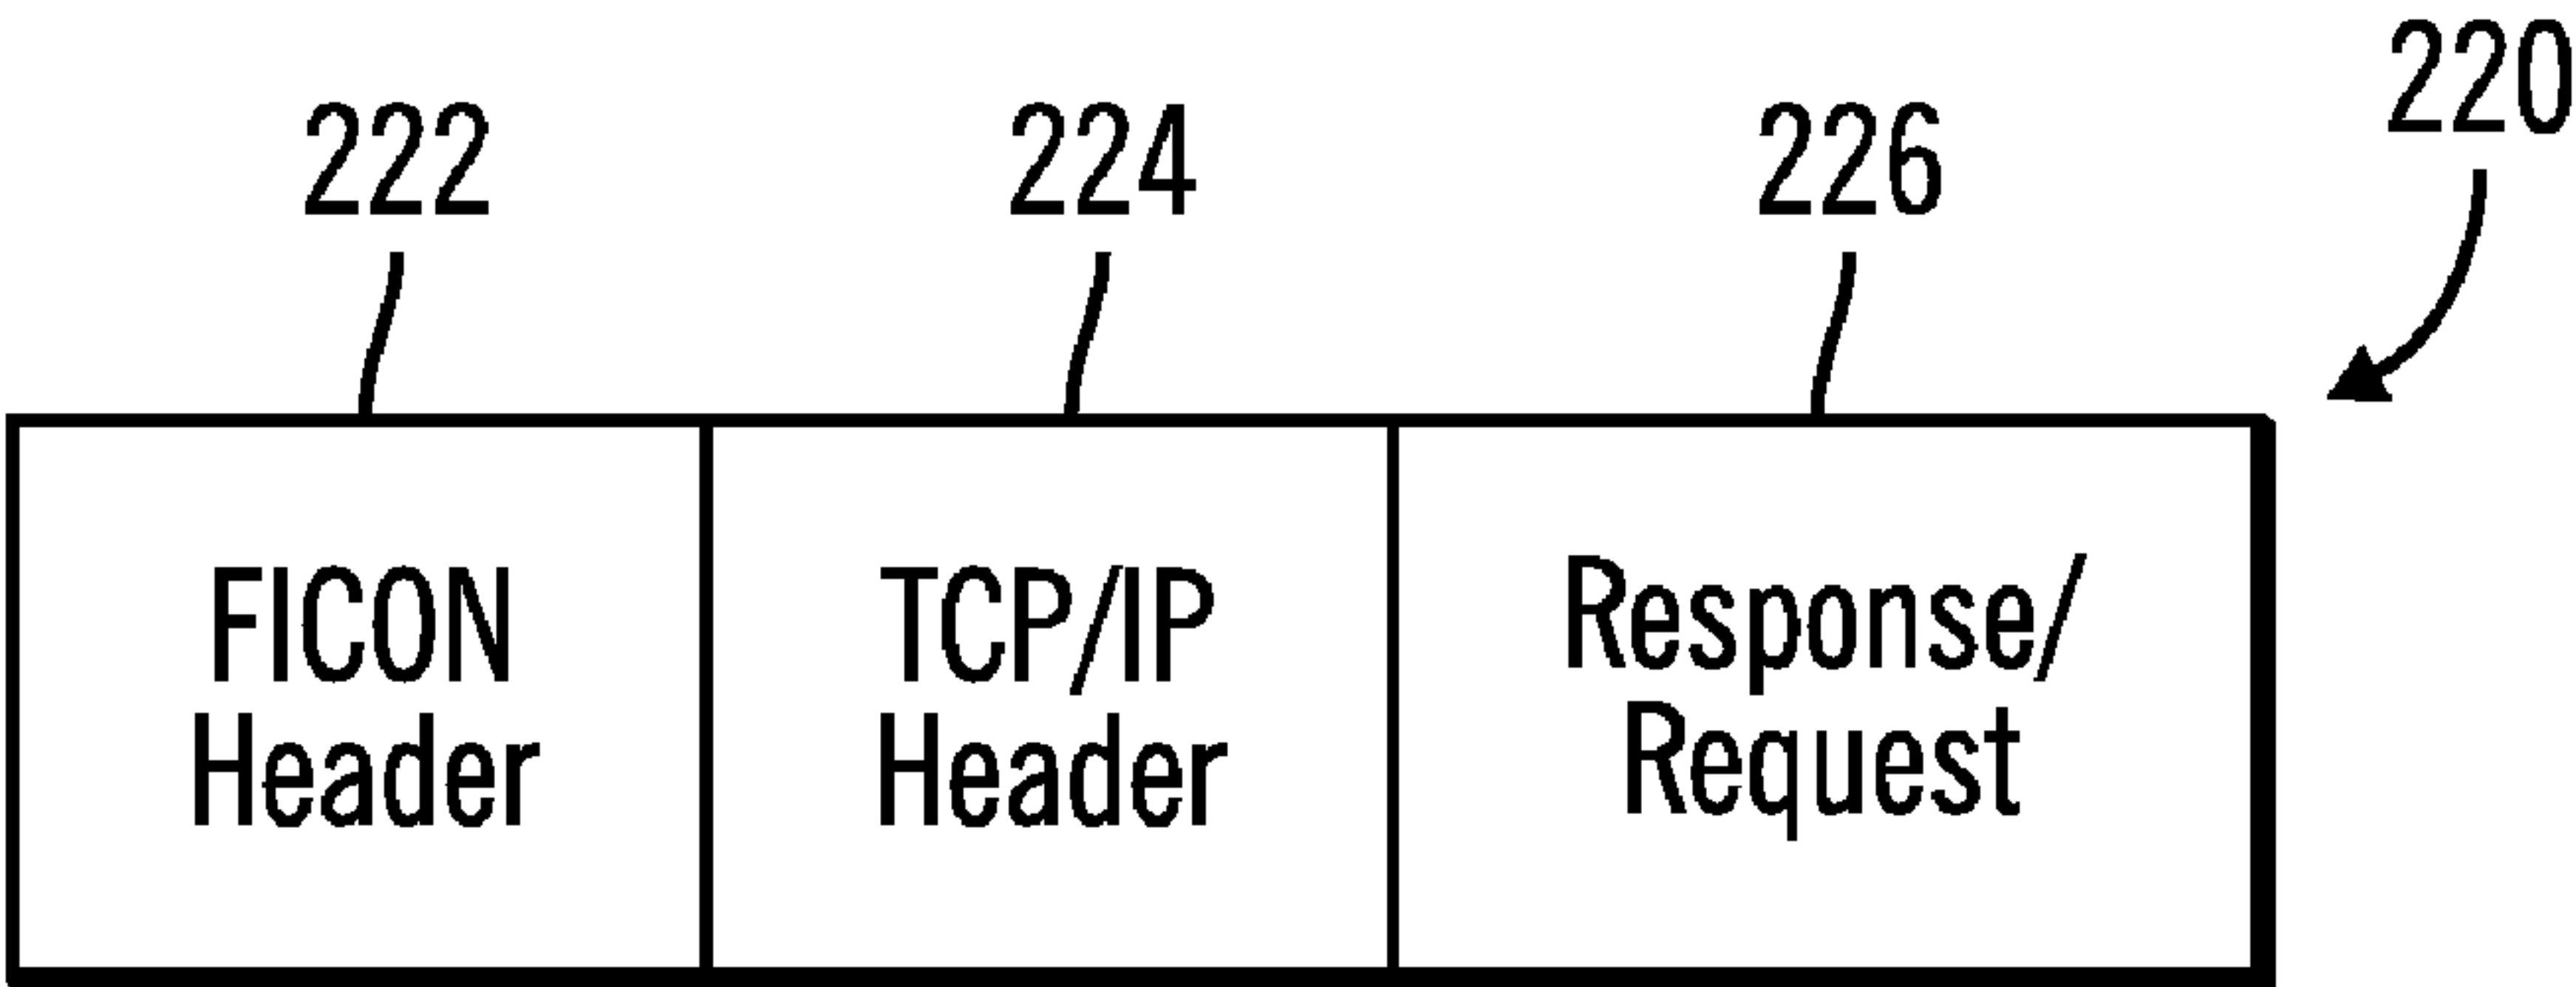 220
222 224 226
FICON
Header
TCP/IP
Header
Response/
Request